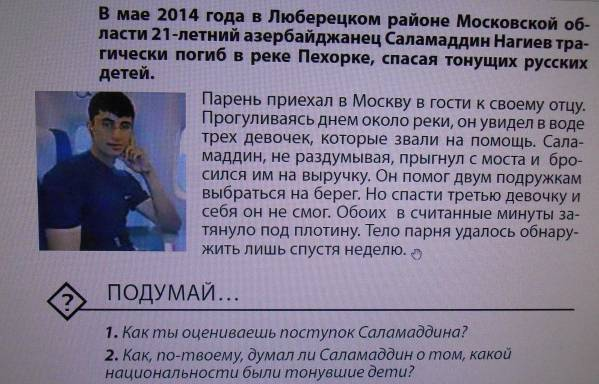 В мае 2014 года в Люберецком районе Московской об-
ласти 21-летний азербайджанец Саламаддин Нагиев тра-
гически погиб в реке Пехорке, спасая тонущих русских
детей.
Парень приехал в Москву в гости к своему отцу.
Прогуливаясь днем около реки, он увидел в воде
трех девочек, которые звали на помощь. Сала-
маддин, не раздумывая, прыгнул с моста и бро-
сился им на выручку. Он помог двум подружкам
выбраться на берег. Но спасти третью девочку и
себя он не смог. Обоих в считанные минуты за-
тянуло под плотину. Тело парня удалось обнару-
жить лишь спустя неделю.
? ПОДУМАЙ...
1. Как ты оцениваешь поступок Саламаддина?
2. Как, по-твоему, думал ли Саламаддин о том, какой
национальности были тонувшие дети?